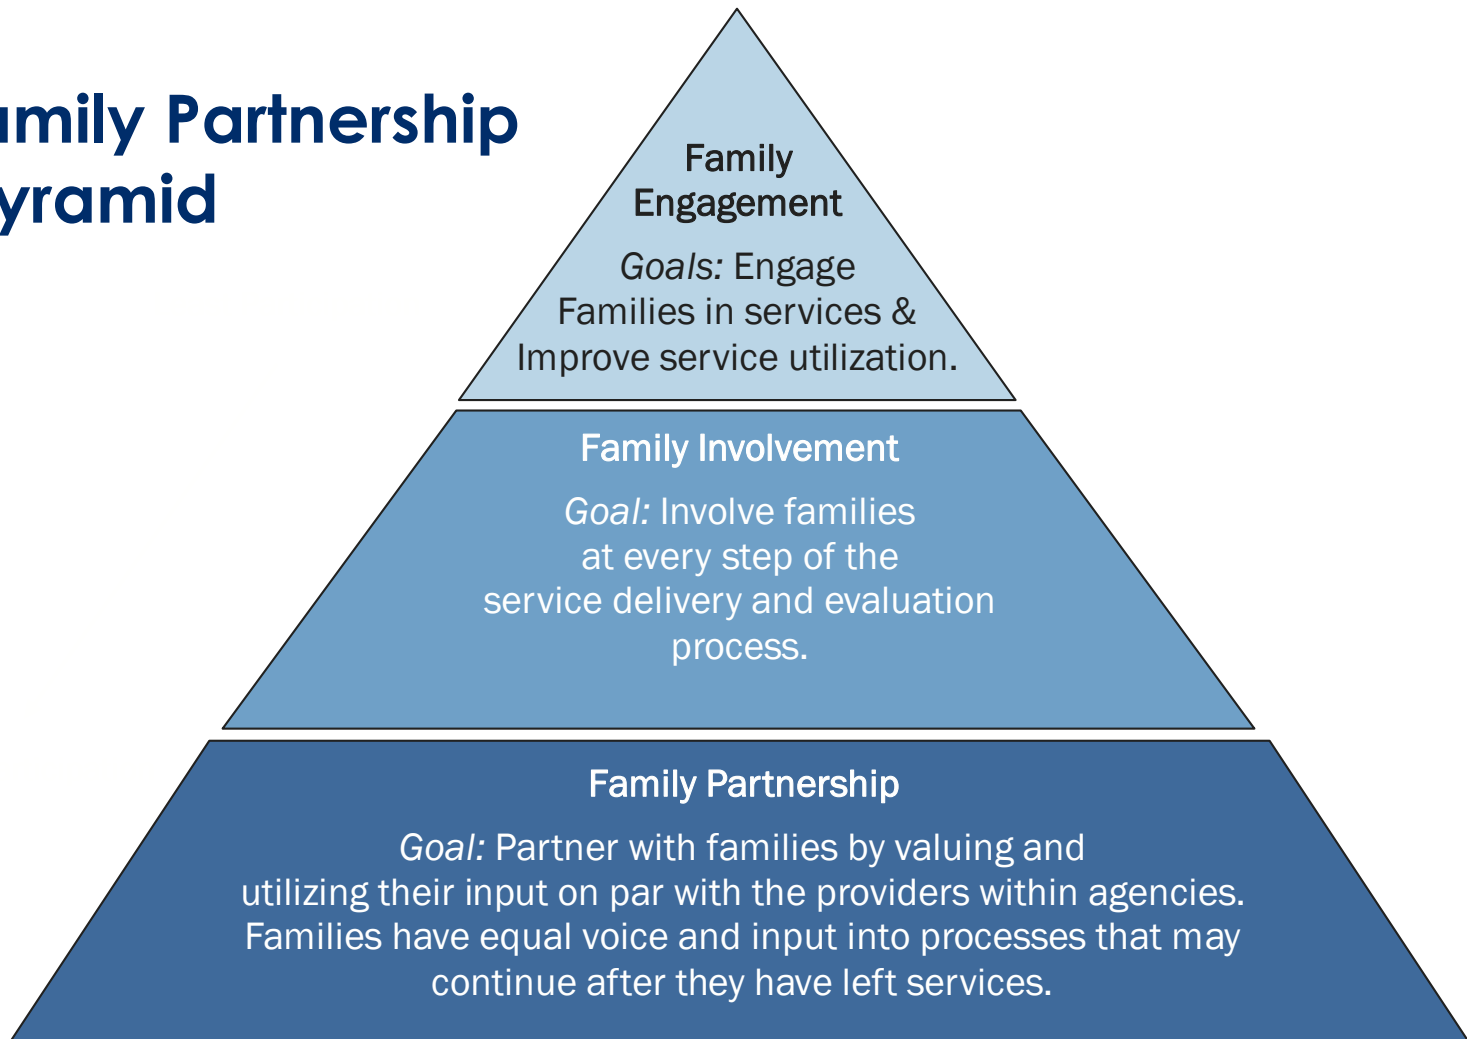 amily Partnership
yramid
Family
Engagement
Goals: Engage
Families in services &
Improve service utilization.
Family Involvement
Goal: Involve families
at every step of the
service delivery and evaluation
process.
Family Partnership
Goal: Partner with families by valuing and
utilizing their input on par with the providers within agencies.
Families have equal voice and input into processes that may
continue after they have left services.